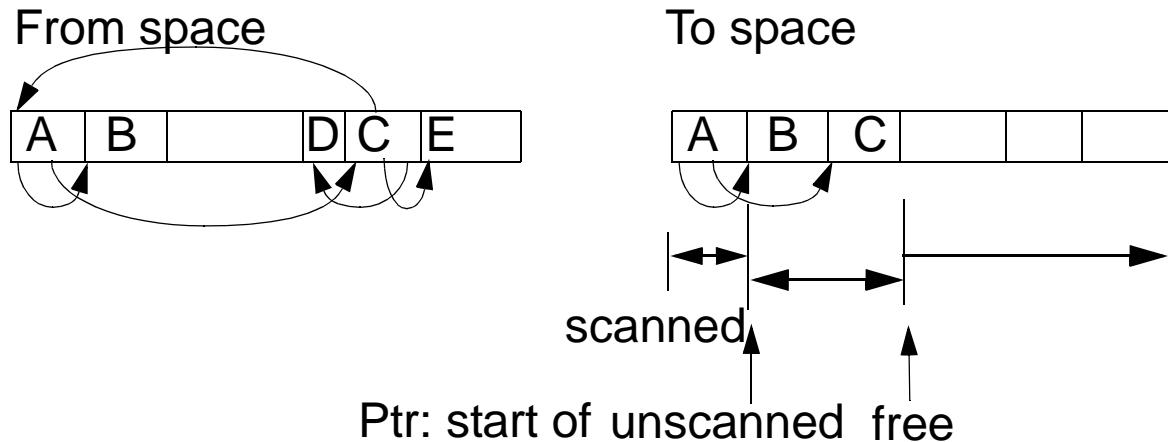 From space
To space
A B D C E
A B C
scanned
Ptr: start of unscanned free